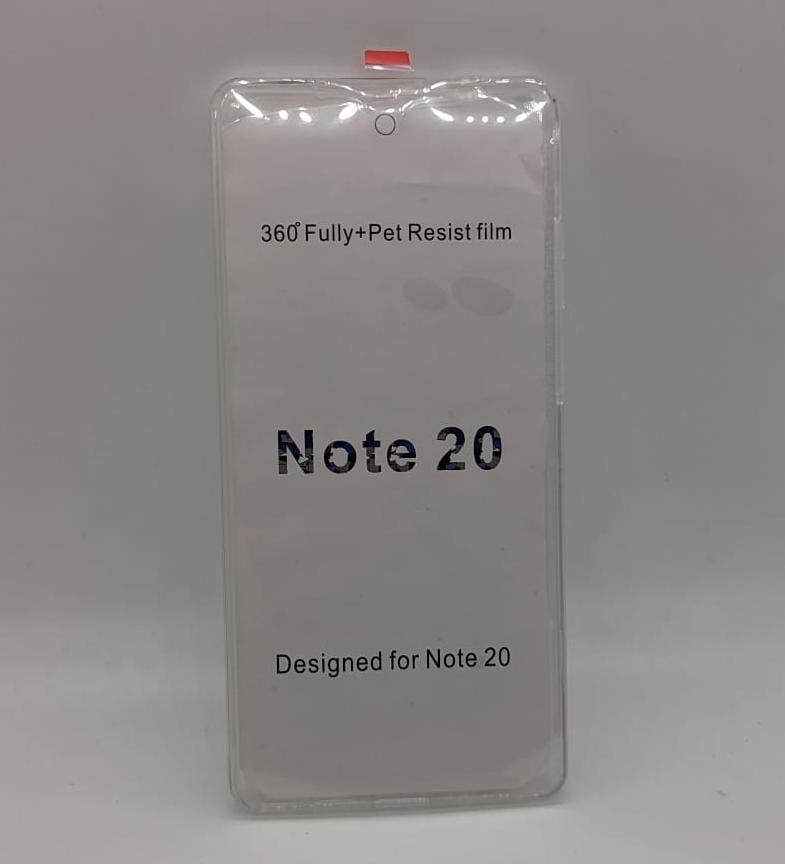 360° Fully+Pet Resist film
Note 20
Designed for Note 20